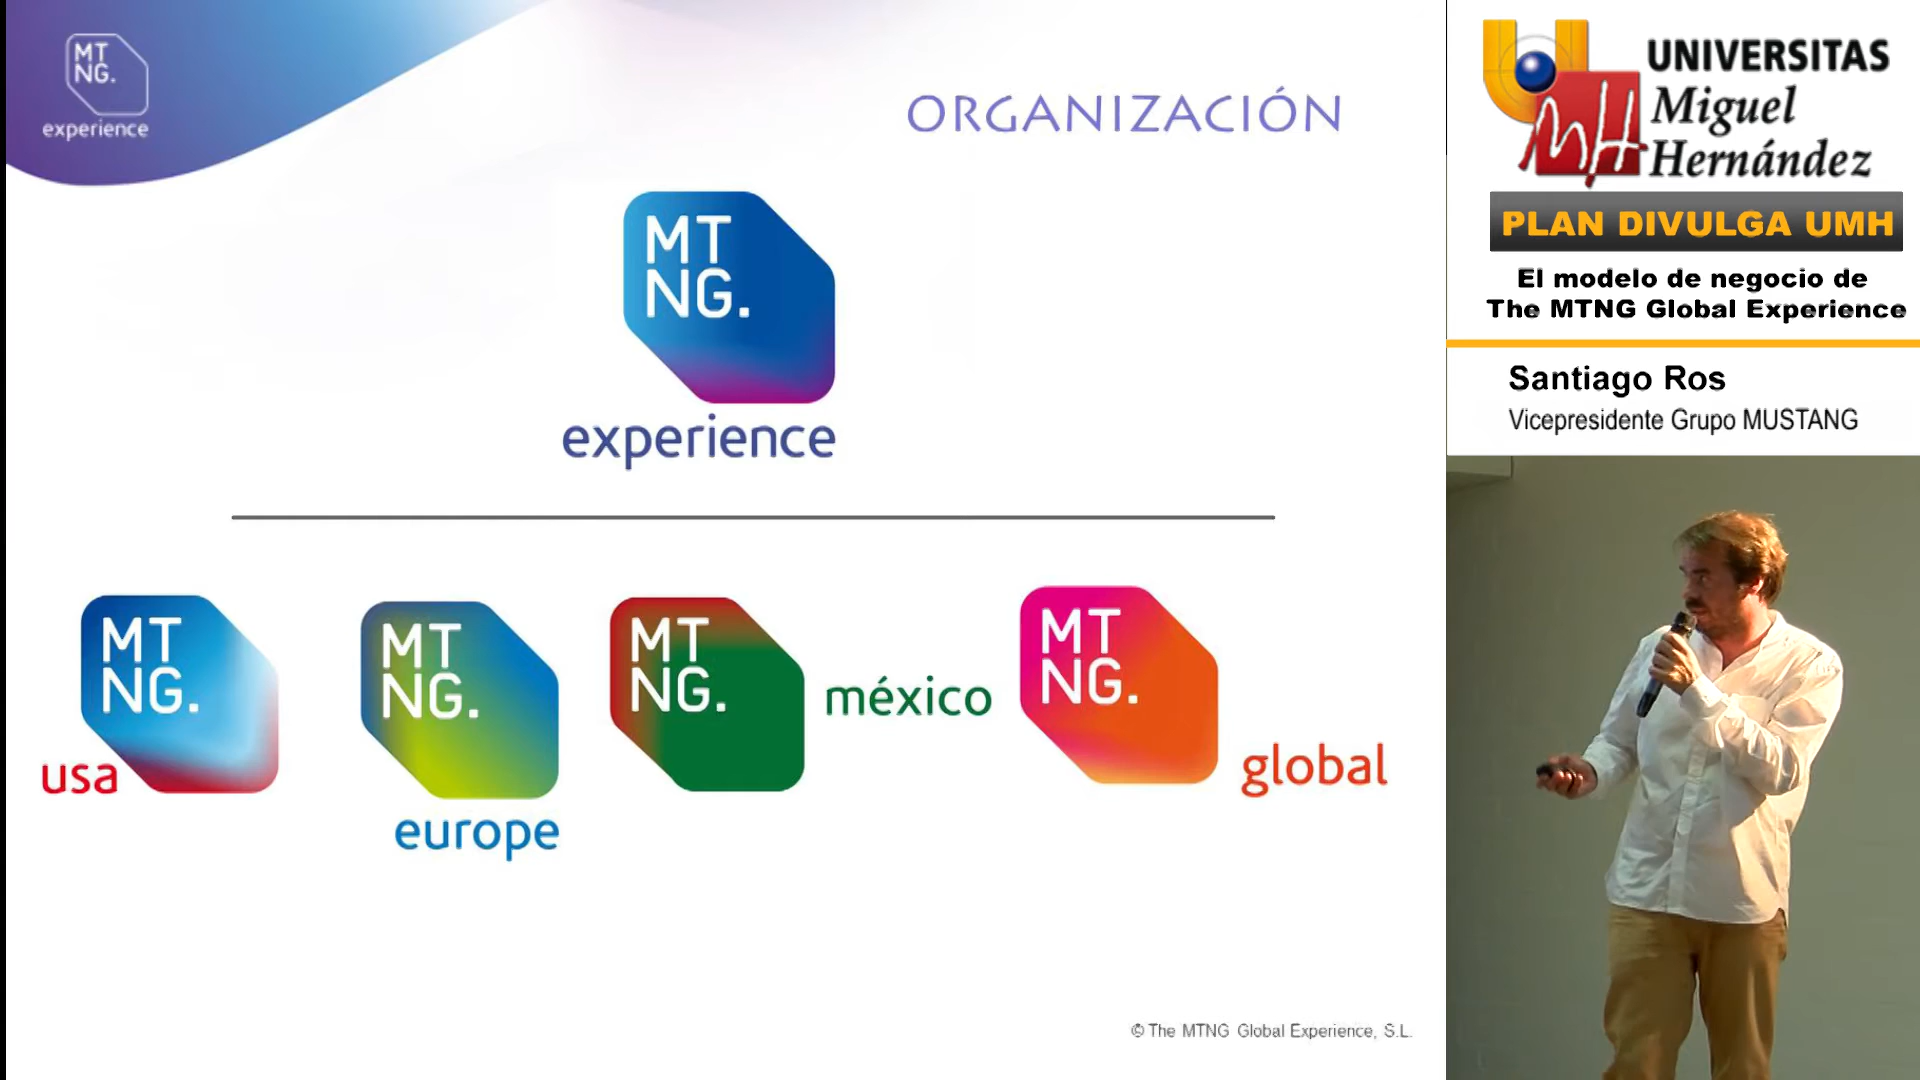 MT
NG.
experience
ORGANIZACIÓN
MT
NG.
experience
MT
NG.
usa
MT
NG.
europe
MT
NG.
méxico
MT
NG.
global
© The MTNG Global Experience, S.L.
UNIVERSITAS
Miguel
Hernández
MH
PLAN DIVULGA UMH
El modelo de negocio de
The MTNG Global Experience
Santiago Ros
Vicepresidente Grupo MUSTANG